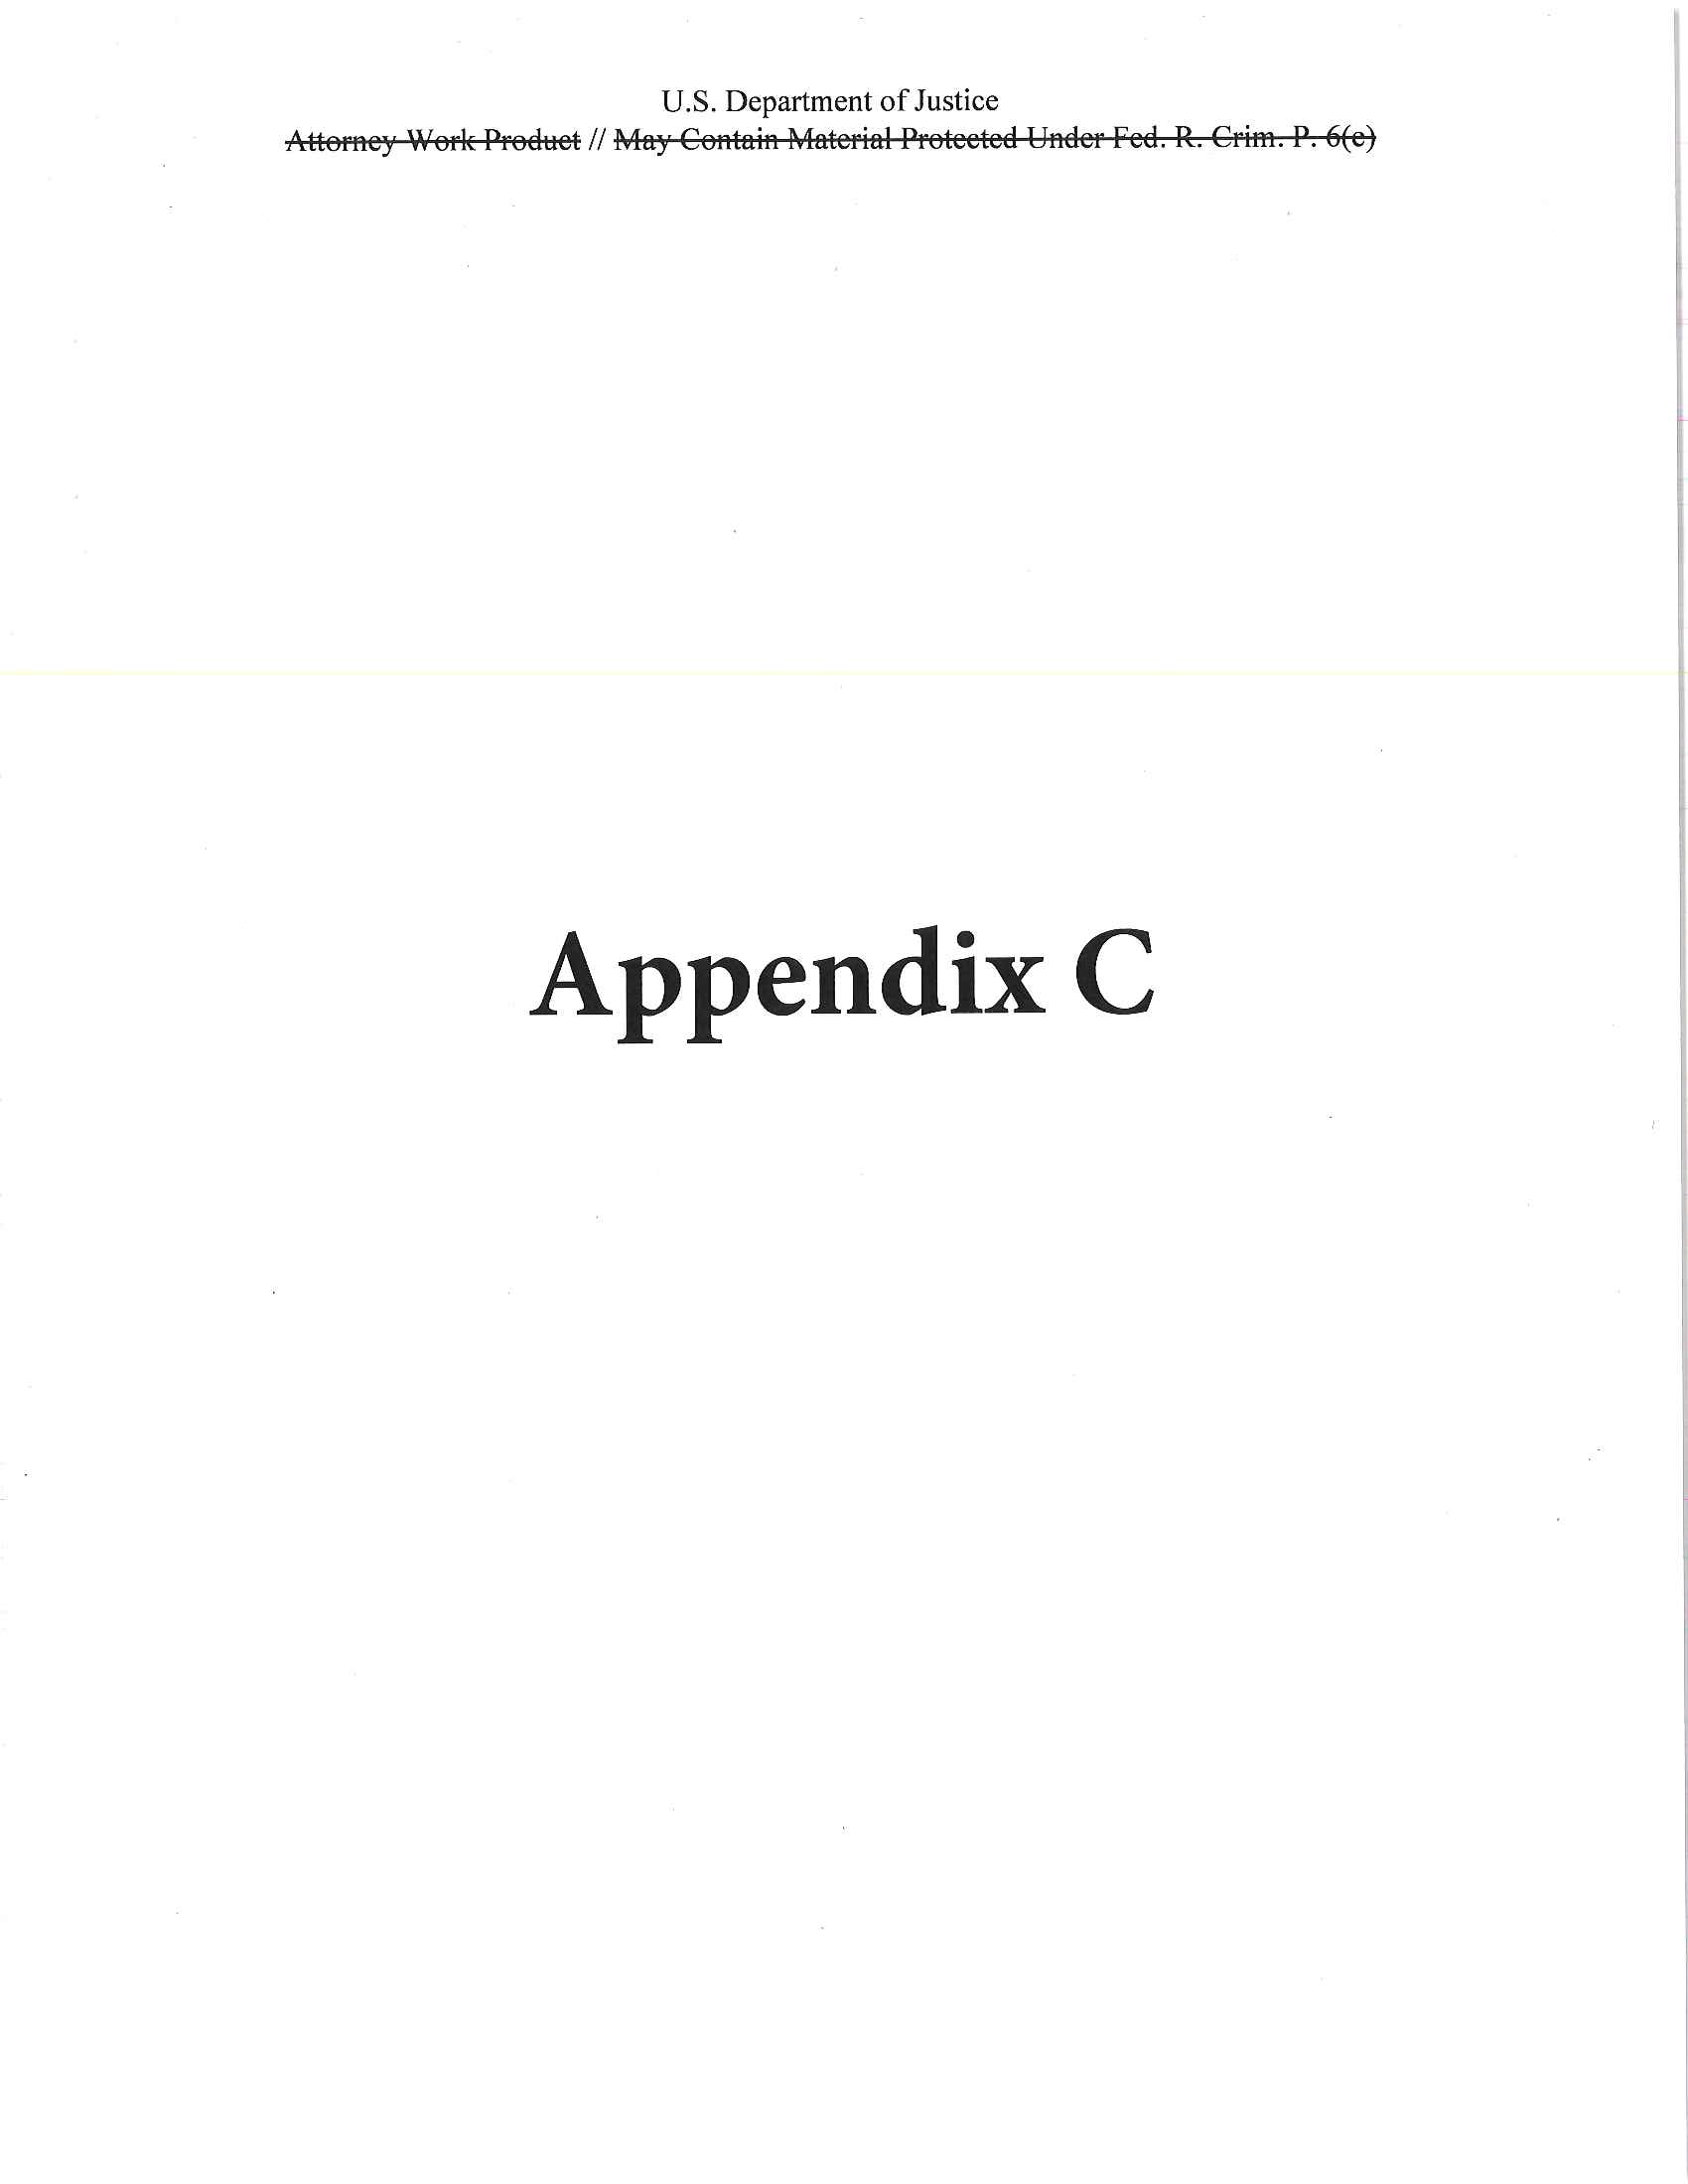 U.S. Department of Justice
Attorney Work Product // May Contain Material Protected Under Fed. R. Crim. P. 6(e)
Appendix C